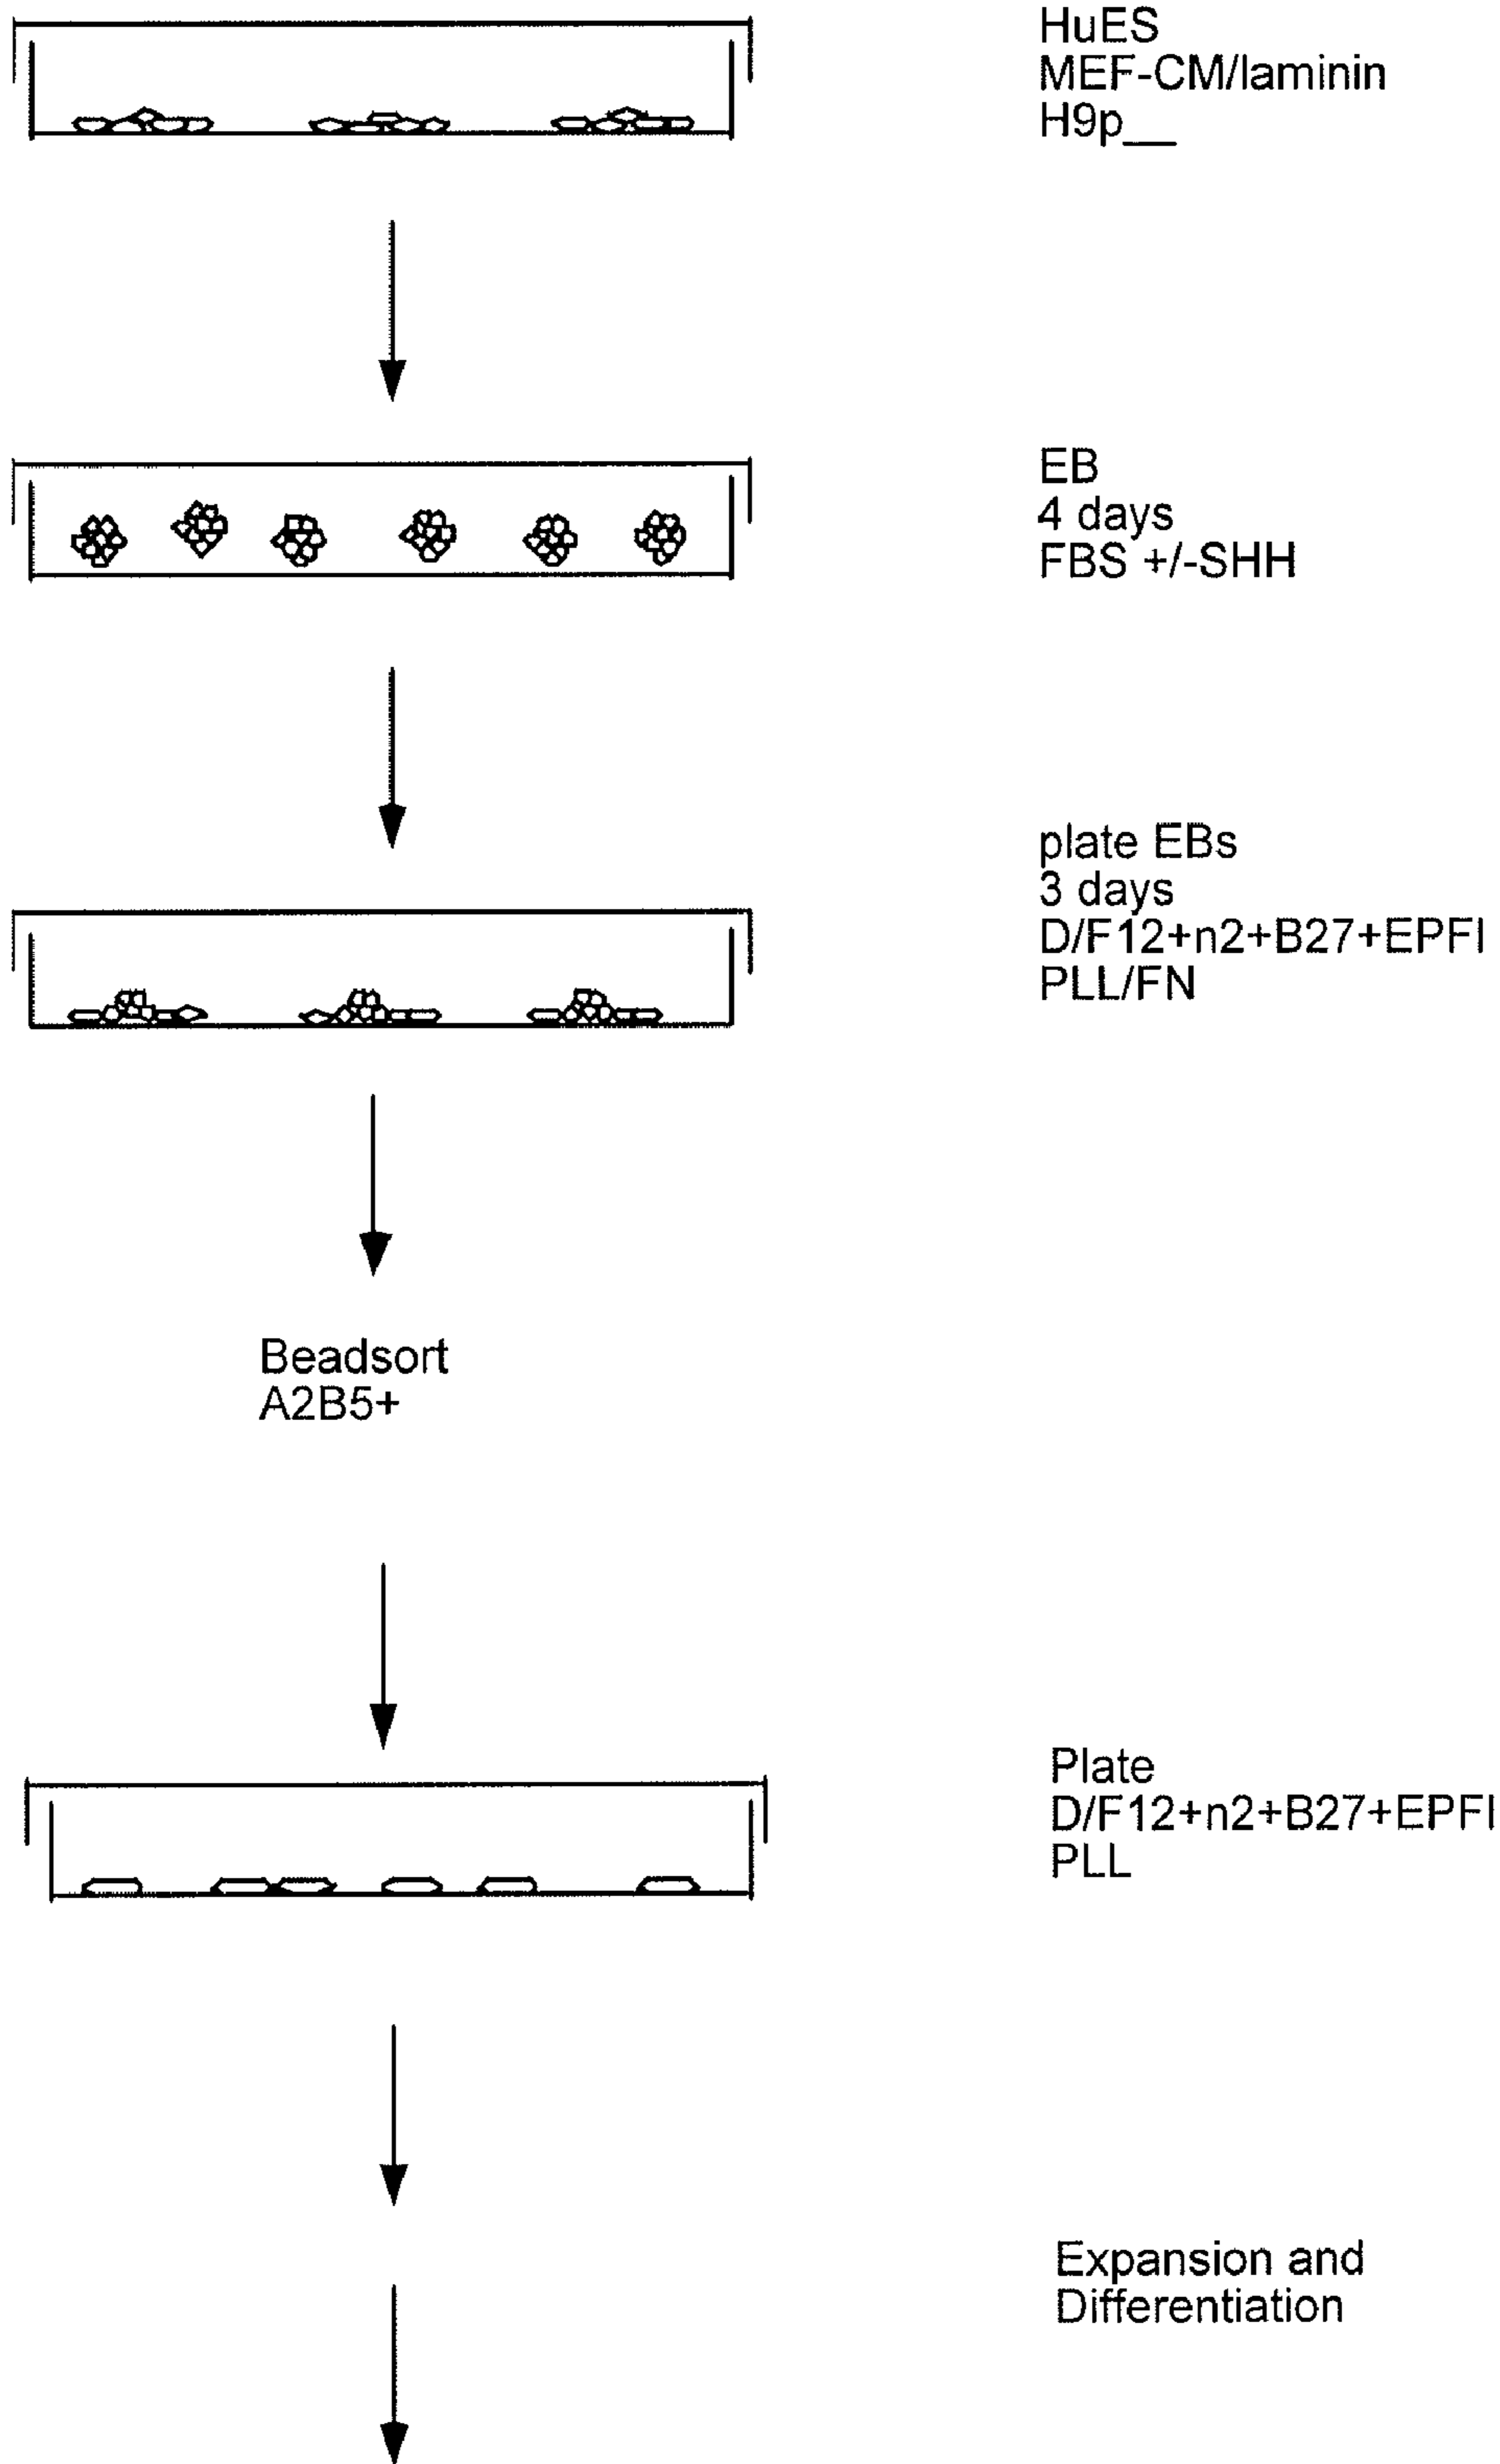 HuES
MEF-CM/laminin
H9p__
EB
4 days
FBS +/-SHH
plate EBs
3 days
D/F12+n2+B27+EPFI
PLL/FN
Beadsort
A2B5+
Plate
D/F12+n2+B27+EPFI
PLL
Expansion and
Differentiation